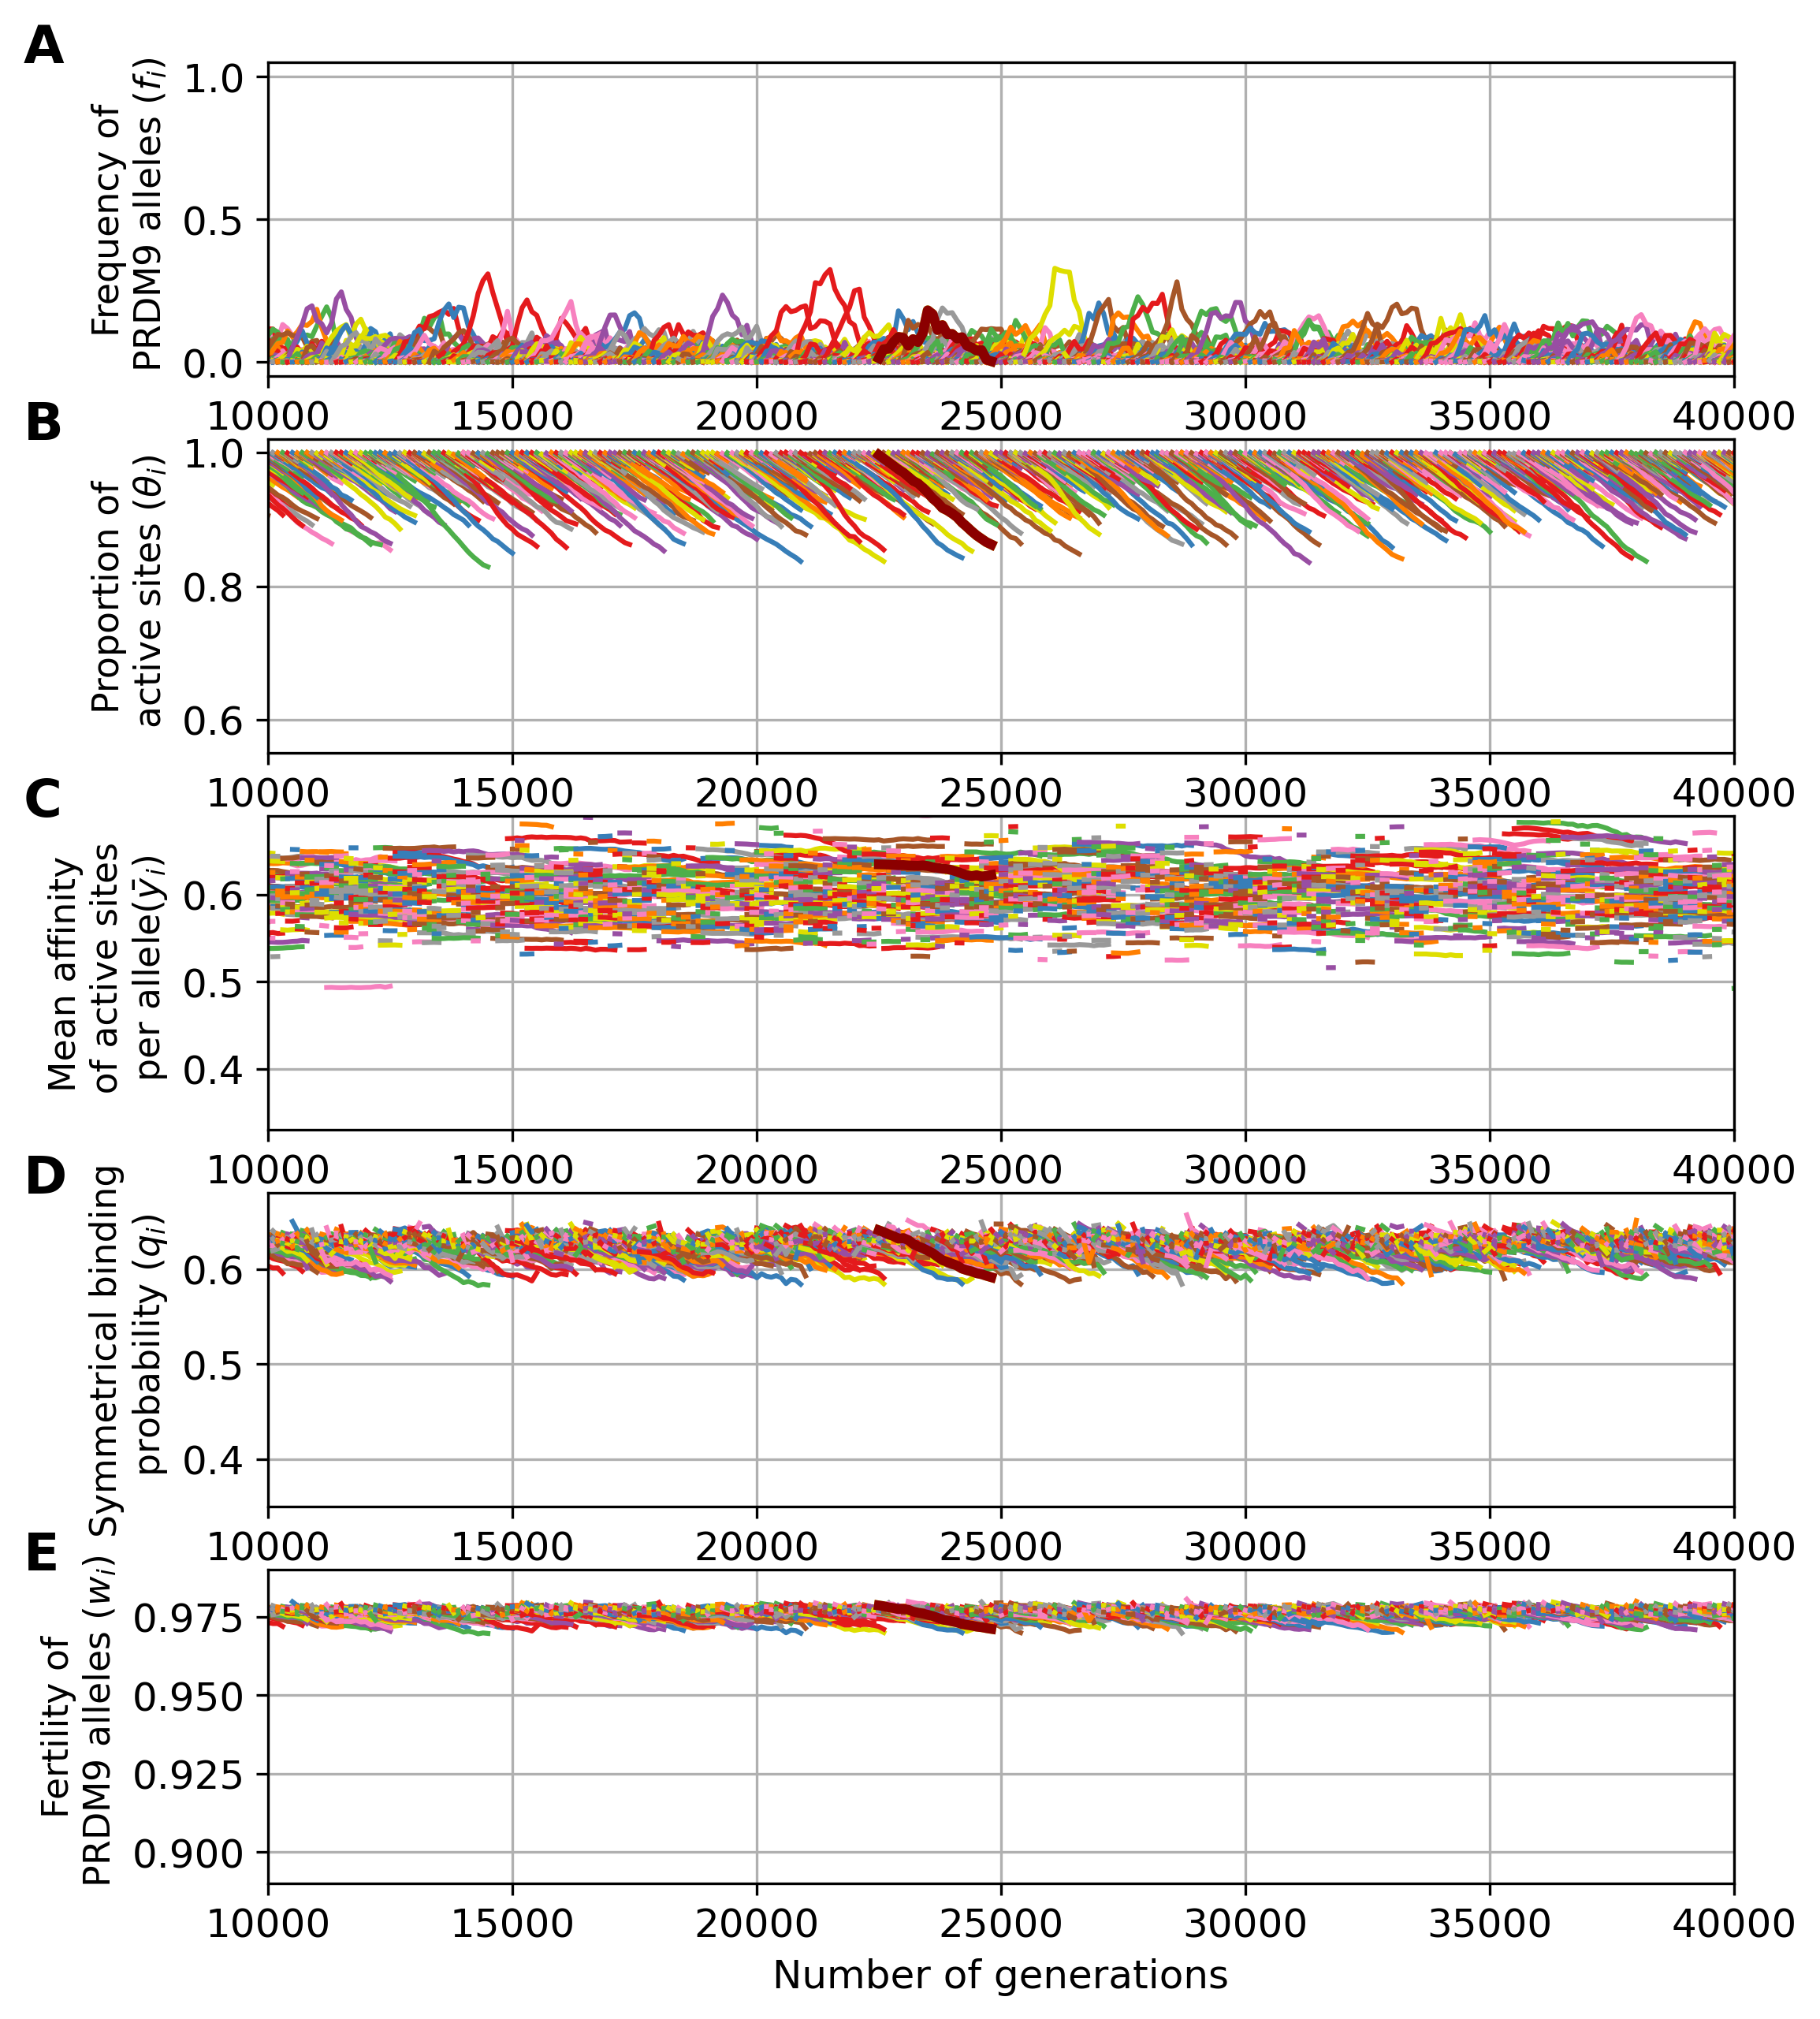 A
Frequency of
PRDM9 alleles (fi)
1.0
0.5
0.0
10000 15000 20000 25000 30000 35000 40000
B
Proportion of
active sites (θi)
1.0
0.8
0.6
10000 15000 20000 25000 30000 35000 40000
C
Mean affinity
of active sites
per allele(ȳi)
0.6
0.5
0.4
10000 15000 20000 25000 30000 35000 40000
D
Symmetrical binding
probability (qi)
0.6
0.5
0.4
10000 15000 20000 25000 30000 35000 40000
E
Fertility of
PRDM9 alleles (wi)
0.975
0.950
0.925
0.900
10000 15000 20000 25000 30000 35000 40000
Number of generations